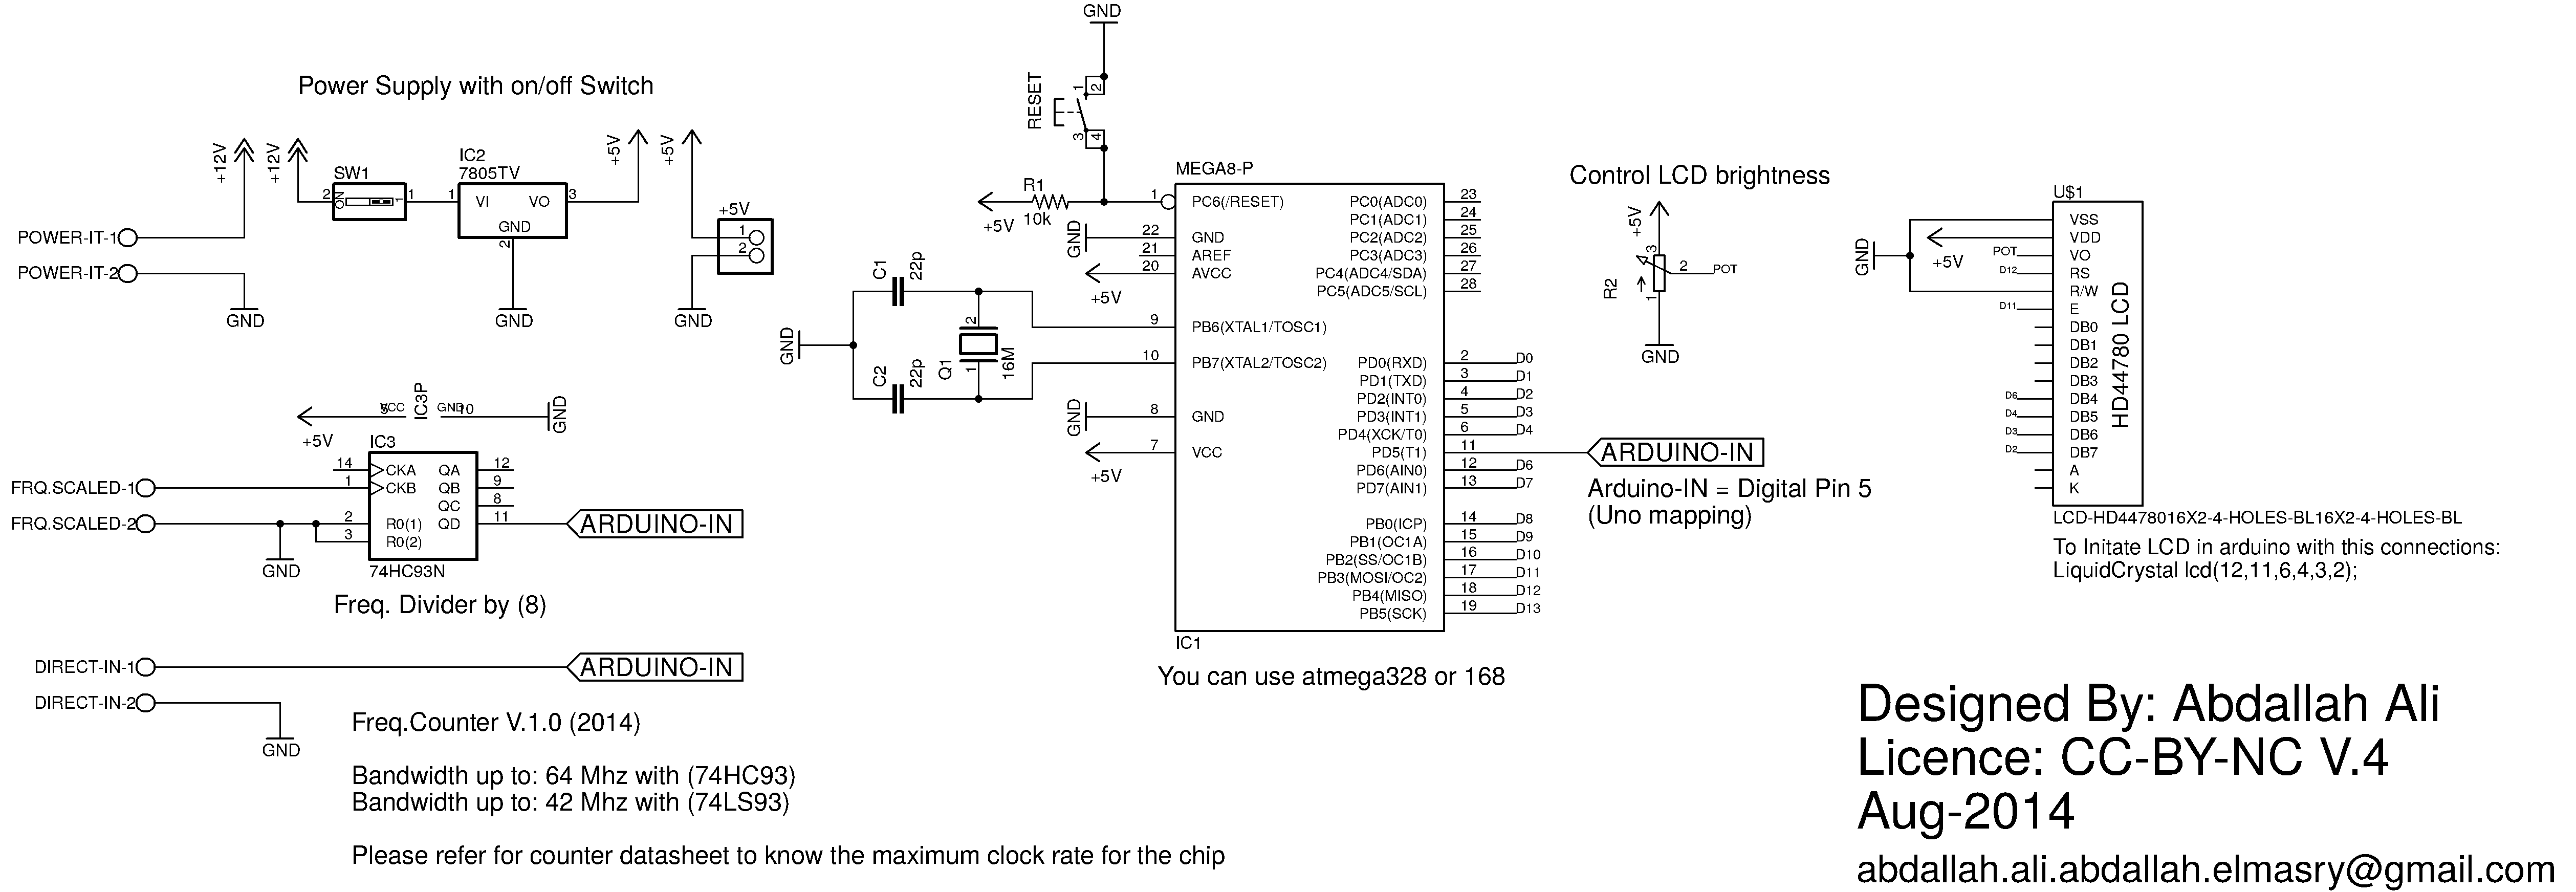 Power Supply with on/off Switch
+12V
+12V
SW1
2
ON
1
1
IC2
7805TV
1
VI
VO
3
GND
2
+5V
+5V
+5V
1
2
POWER-IT-1
POWER-IT-2
GND
GND
GND
+5V
VCC
5
IC3P
GND
10
GND
IC3
14
CKA
QA
12
FRQ.SCALED-1
1
CKB
QB
9
QC
8
FRQ.SCALED-2
2
R0(1)
QD
11
ARDUINO-IN
3
R0(2)
GND
74HC93N
Freq. Divider by (8)
DIRECT-IN-1
ARDUINO-IN
DIRECT-IN-2
GND
Freq.Counter V.1.0 (2014)
Bandwidth up to: 64 Mhz with (74HC93)
Bandwidth up to: 42 Mhz with (74LS93)
Please refer for counter datasheet to know the maximum clock rate for the chip
GND
RESET
1
2
3
4
R1
10k
+5V
GND
+5V
C1
22p
GND
C2
22p
2
Q1
1
16M
GND
+5V
MEGA8-P
1
PC6(/RESET)
22
GND
21
AREF
20
AVCC
9
PB6(XTAL1/TOSC1)
10
PB7(XTAL2/TOSC2)
8
GND
7
VCC
PC0(ADC0)
23
PC1(ADC1)
24
PC2(ADC2)
25
PC3(ADC3)
26
PC4(ADC4/SDA)
27
PC5(ADC5/SCL)
28
PD0(RXD)
2
D0
PD1(TXD)
3
D1
PD2(INT0)
4
D2
PD3(INT1)
5
D3
PD4(XCK/T0)
6
D4
PD5(T1)
11
ARDUINO-IN
PD6(AIN0)
12
D6
PD7(AIN1)
13
D7
Arduino-IN = Digital Pin 5
(Uno mapping)
PB0(ICP)
14
D8
PB1(OC1A)
15
D9
PB2(SS/OC1B)
16
D10
PB3(MOSI/OC2)
17
D11
PB4(MISO)
18
D12
PB5(SCK)
19
D13
IC1
You can use atmega328 or 168
Control LCD brightness
+5V
3
2
POT
R2
1
GND
U$1
GND
+5V
VSS
VDD
POT
VO
D12
RS
R/W
D11
E
DB0
DB1
DB2
DB3
D6
DB4
D4
DB5
D3
DB6
D2
DB7
A
K
HD44780 LCD
LCD-HD4478016X2-4-HOLES-BL16X2-4-HOLES-BL
To Initate LCD in arduino with this connections:
LiquidCrystal lcd(12,11,6,4,3,2);
Designed By: Abdallah Ali
Licence: CC-BY-NC V.4
Aug-2014
abdallah.ali.abdallah.elmasry@gmail.com